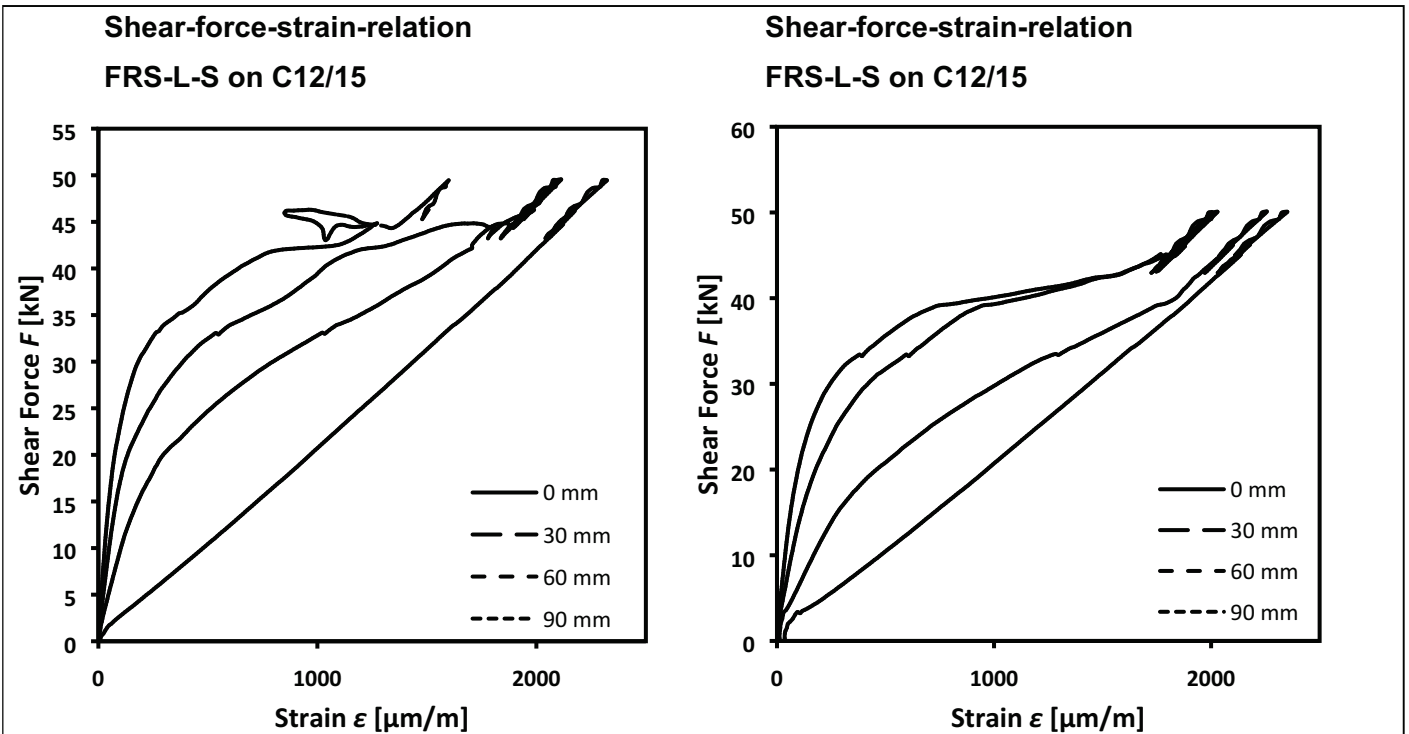 Shear-force-strain-relation
FRS-L-S on C12/15
55
50
45
40
35
30
25
20
15
10
5
0
Shear Force F [kN]
0 mm
30 mm
60 mm
90 mm
0
1000
2000
Strain ε [µm/m]
Shear-force-strain-relation
FRS-L-S on C12/15
60
50
40
30
20
10
0
Shear Force F [kN]
0 mm
30 mm
60 mm
90 mm
0
1000
2000
Strain ε [µm/m]